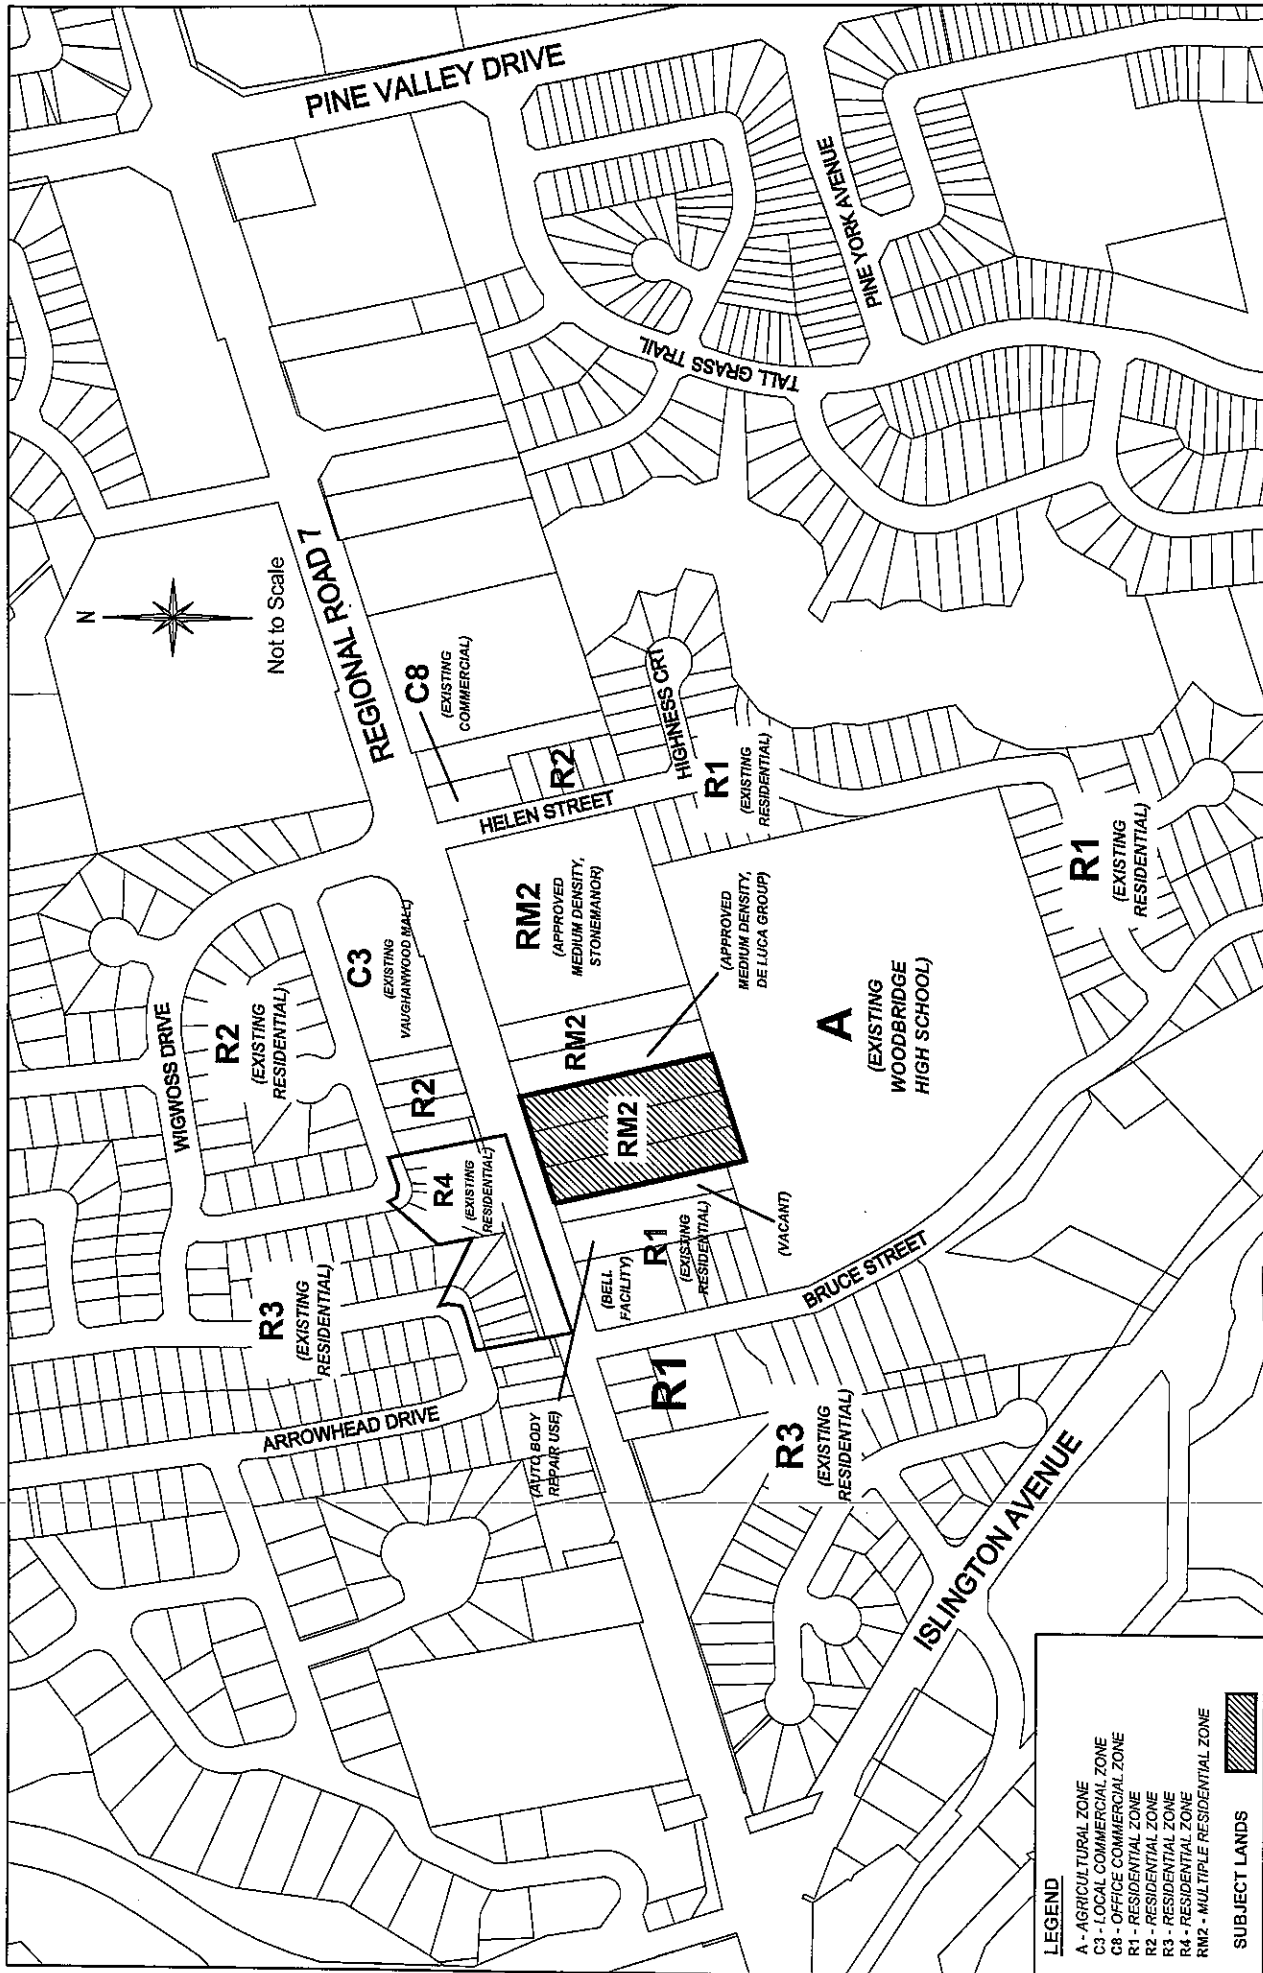 PINE VALLEY DRIVE
N
Not to Scale
REGIONAL ROAD 7
PINE YORK AVENUE
TALL GRASS TRAIL
C8
(EXISTING
COMMERCIAL)
R2
HIGHNESS CRT
HELEN STREET
R1
(EXISTING
RESIDENTIAL)
WIGWOSS DRIVE
R2
(EXISTING
RESIDENTIAL)
C3
(EXISTING
VAUGHANWOOD MALL)
R2
RM2
(APPROVED
MEDIUM DENSITY,
STONEMANOR)
RM2
(APPROVED
MEDIUM DENSITY,
DE LUCA GROUP)
RM2
A
(EXISTING
WOODBRIDGE
HIGH SCHOOL)
R1
(EXISTING
RESIDENTIAL)
R4
(EXISTING
RESIDENTIAL)
R3
(EXISTING
RESIDENTIAL)
R1
(EXISTING
RESIDENTIAL)
(VACANT)
(BELL
FACILITY)
BRUCE STREET
ARROWHEAD DRIVE
(AUTO BODY
REPAIR USE)
R1
R3
(EXISTING
RESIDENTIAL)
ISLINGTON AVENUE
LEGEND
A - AGRICULTURAL ZONE
C3 - LOCAL COMMERCIAL ZONE
C8 - OFFICE COMMERCIAL ZONE
R1 - RESIDENTIAL ZONE
R2 - RESIDENTIAL ZONE
R3 - RESIDENTIAL ZONE
R4 - RESIDENTIAL ZONE
RM2 - MULTIPLE RESIDENTIAL ZONE
SUBJECT LANDS